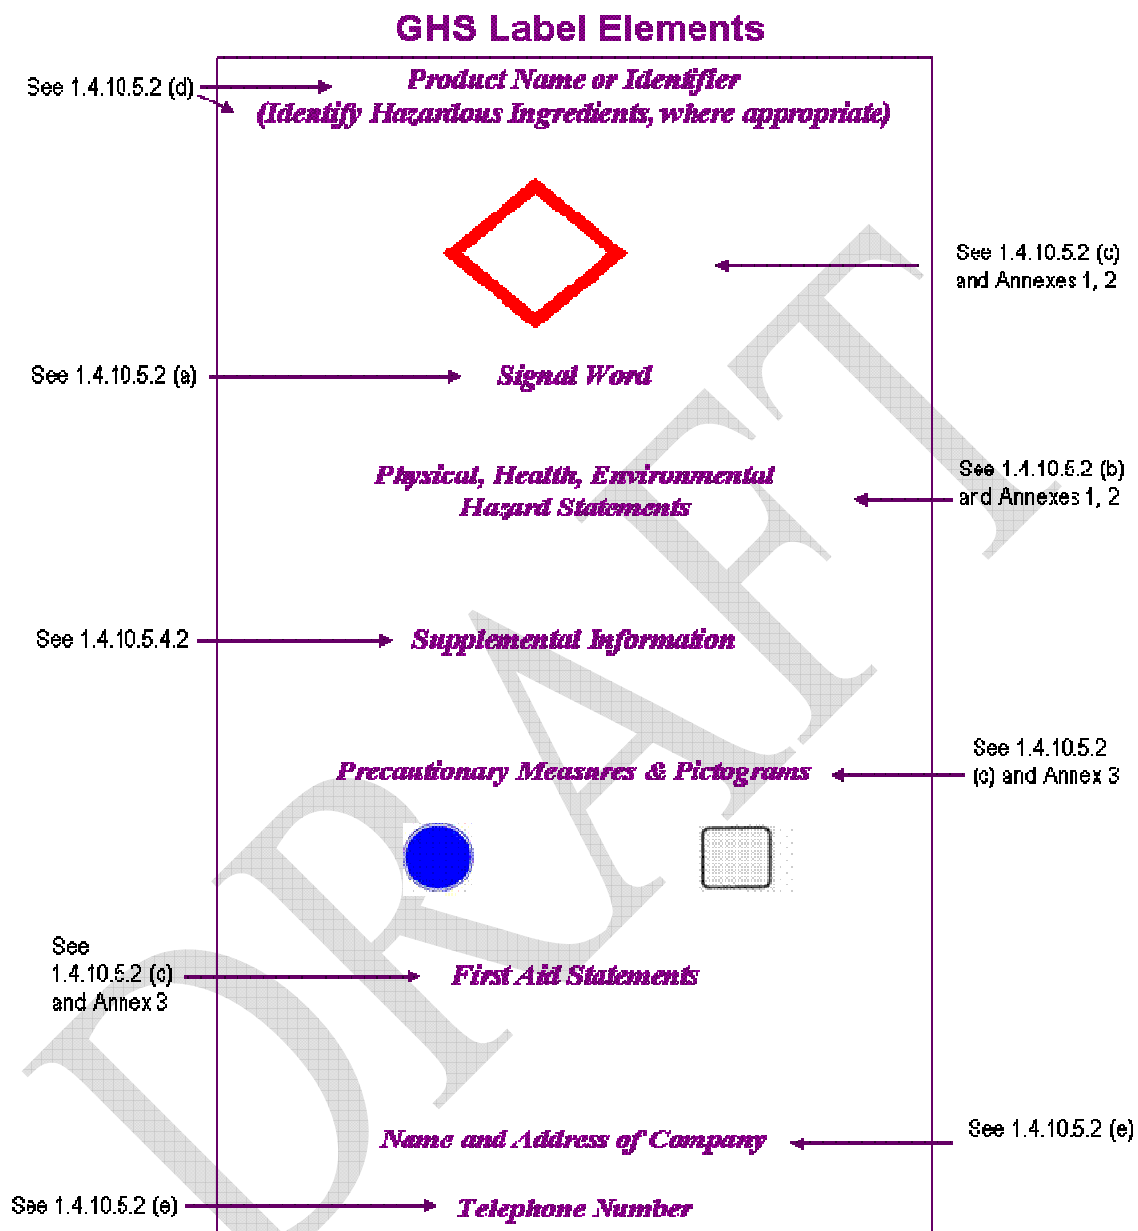 GHS Label Elements
See 1.4.10.5.2 (d)
Product Name or Identifier
(Identify Hazardous Ingredients, where appropriate)
See 1.4.10.5.2 (c)
and Annexes 1, 2
See 1.4.10.5.2 (a)
Signal Word
Physical, Health, Environmental
Hazard Statements
See 1.4.10.5.2 (b)
and Annexes 1, 2
See 1.4.10.5.4.2
Supplemental Information
Precautionary Measures & Pictograms
See 1.4.10.5.2
(c) and Annex 3
See
1.4.10.5.2 (c)
and Annex 3
First Aid Statements
Name and Address of Company
See 1.4.10.5.2 (e)
See 1.4.10.5.2 (e)
Telephone Number
DRAFT